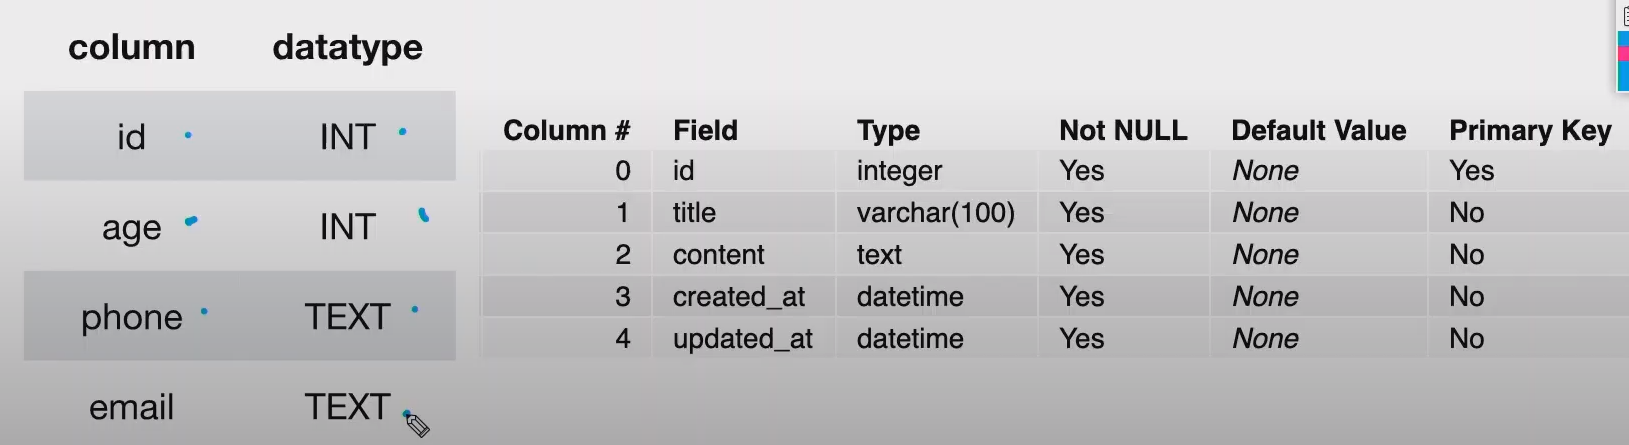 column datatype
id INT
age INT
phone TEXT
email TEXT
Column # Field Type Not NULL Default Value Primary Key
0 id integer Yes None Yes
1 title varchar(100) Yes None No
2 content text Yes None No
3 created_at datetime Yes None No
4 updated_at datetime Yes None No